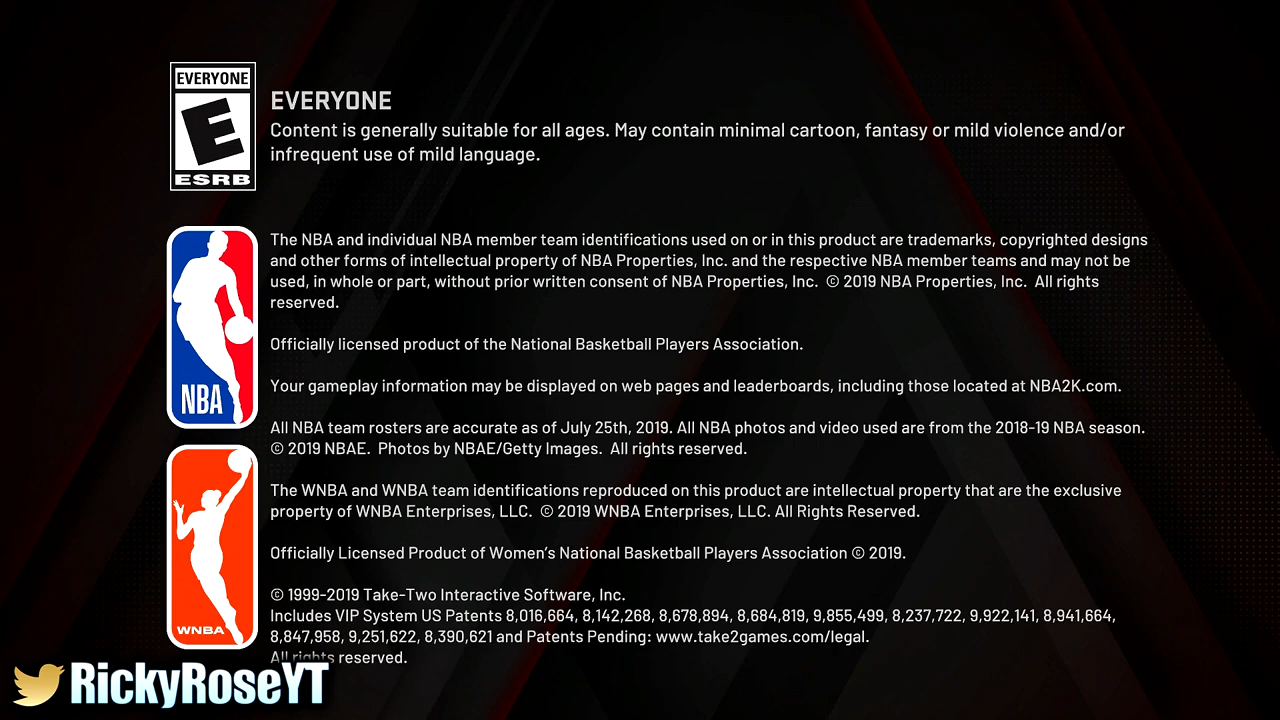 EVERYONE
E
ESRB
EVERYONE
Content is generally suitable for all ages. May contain minimal cartoon, fantasy or mild violence and/or
infrequent use of mild language.
The NBA and individual NBA member team identifications used on or in this product are trademarks, copyrighted designs
and other forms of intellectual property of NBA Properties, Inc. and the respective NBA member teams and may not be
used, in whole or part, without prior written consent of NBA Properties, Inc.  © 2019 NBA Properties, Inc.  All rights
reserved.
Officially licensed product of the National Basketball Players Association.
Your gameplay information may be displayed on web pages and leaderboards, including those located at NBA2K.com.
NBA
All NBA team rosters are accurate as of July 25th, 2019. All NBA photos and video used are from the 2018-19 NBA season.
© 2019 NBAE.  Photos by NBAE/Getty Images.  All rights reserved.
The WNBA and WNBA team identifications reproduced on this product are intellectual property that are the exclusive
property of WNBA Enterprises, LLC.  © 2019 WNBA Enterprises, LLC. All Rights Reserved.
Officially Licensed Product of Women's National Basketball Players Association © 2019.
© 1999-2019 Take-Two Interactive Software, Inc.
Includes VIP System US Patents 8,016,664, 8,142,268, 8,678,894, 8,684,819, 9,855,499, 8,237,722, 9,922,141, 8,941,664,
8,847,958, 9,251,622, 8,390,621 and Patents Pending: www.take2games.com/legal.
WNBA
All rights reserved.
RickyRoseYT